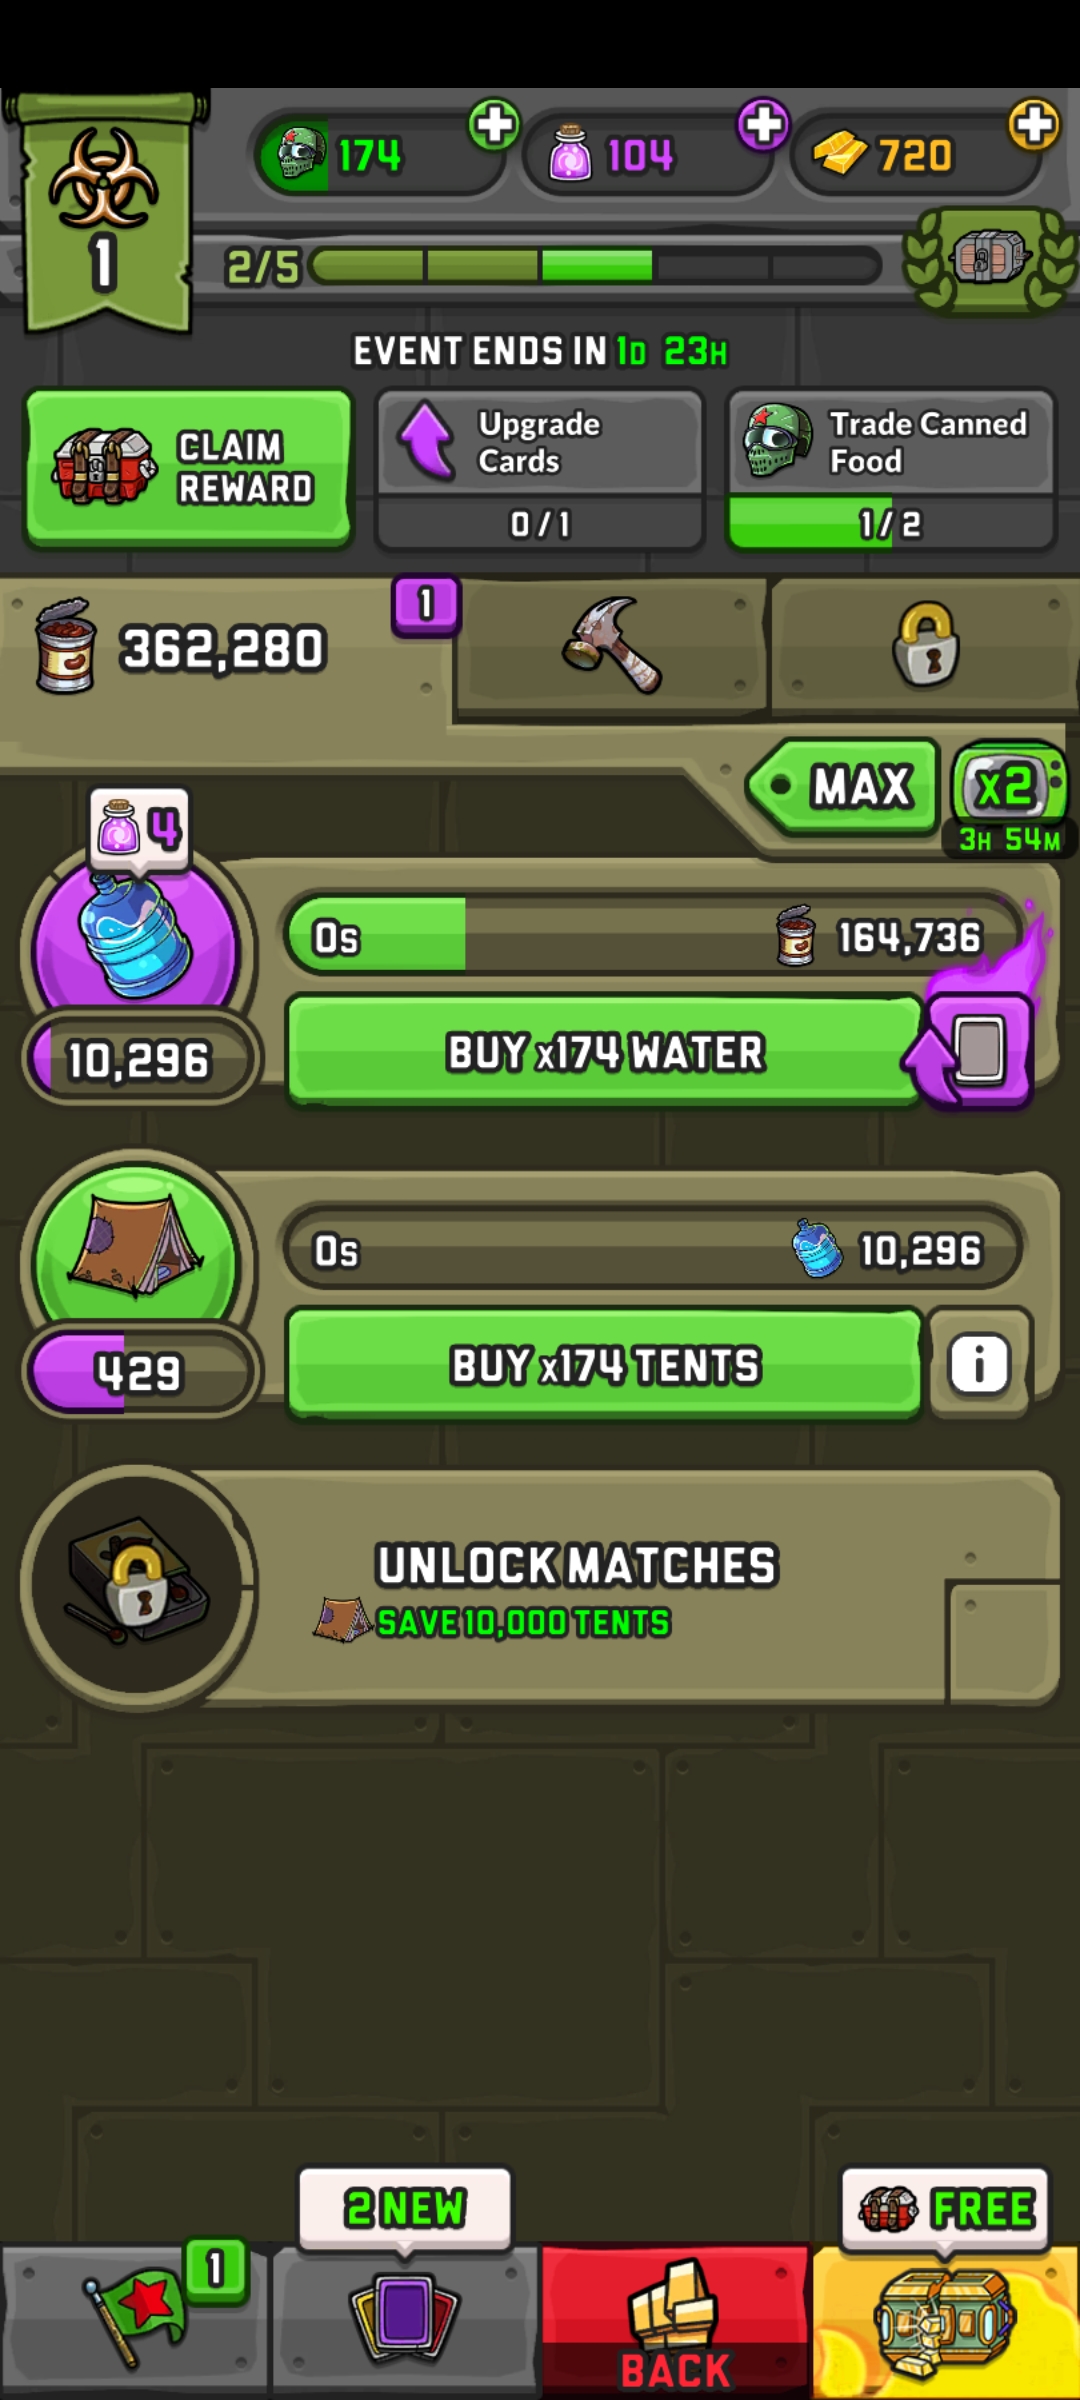 174
104
720
1
2/5
EVENT ENDS IN 1D 23H
CLAIM
REWARD
Upgrade
Cards
0/1
Trade Canned
Food
1/2
362,280
1
MAX
x2
3H 54M
4
0s
164,736
10,296
BUY x174 WATER
0s
10,296
429
BUY x174 TENTS
i
UNLOCK MATCHES
SAVE 10,000 TENTS
2 NEW
FREE
1
BACK